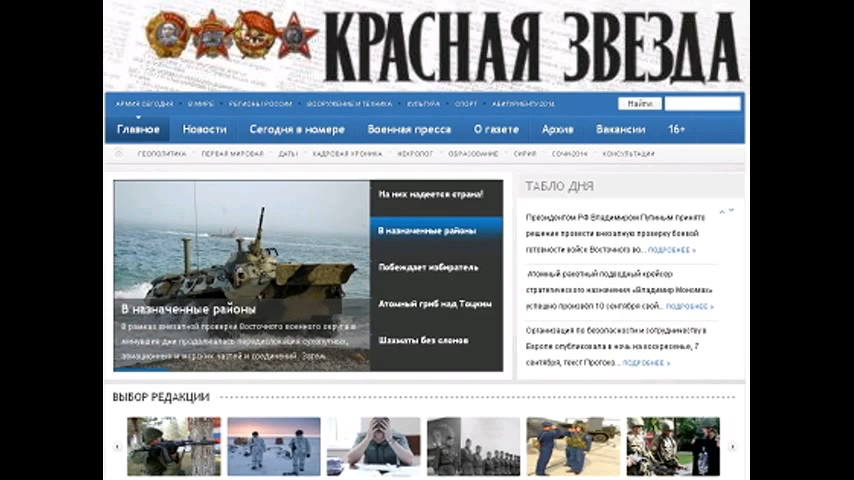 КРАСНАЯ ЗВЕЗДА
АРМИЯ СЕГОДНЯ • В МИРЕ • РЕГИОНЫ РОССИИ • ВООРУЖЕНИЕ И ТЕХНИКА • КУЛЬТУРА • СПОРТ • АБИТУРИЕНТУ 2014
Найти
Главное Новости Сегодня в номере Военная пресса О газете Архив Вакансии 16+
ГЕОПОЛИТИКА ПЕРВАЯ МИРОВАЯ ДАТЫ КАДРОВАЯ ХРОНИКА НЕКРОЛОГ ОБРАЗОВАНИЕ СИРИЯ СОЧИ-2014 КОНСУЛЬТАЦИИ
На них надеется страна!
В назначенные районы
Побеждает избиратель
Атомный гриб над Тоцким
Шахматы без слонов
В назначенные районы
В рамках внезапной проверки Восточного военного округа в
минувшие дни продолжалась передислокация сухопутных,
авиационных и морских частей и соединений. Затем
ТАБЛО ДНЯ
Президентом РФ Владимиром Путиным принято
решение провести внезапную проверку боевой
готовности войск Восточного во... ПОДРОБНЕЕ »
Атомный ракетный подводный крейсер
стратегического назначения «Владимир Мономах»
успешно произвёл 10 сентября свой... ПОДРОБНЕЕ »
Организация по безопасности и сотрудничеству в
Европе опубликовала в ночь на воскресенье, 7
сентября, текст Протоко... ПОДРОБНЕЕ »
ВЫБОР РЕДАКЦИИ